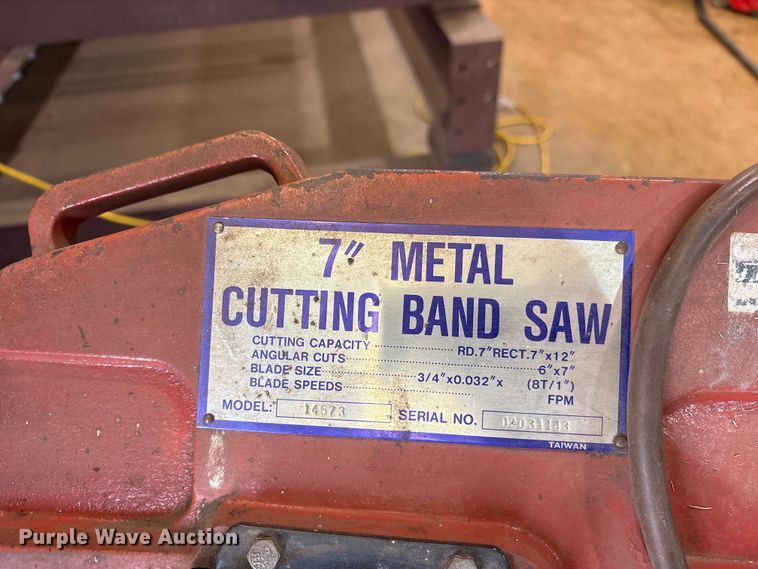 7" METAL
CUTTING BAND SAW
CUTTING CAPACITY RD.7"RECT.7"x12"
ANGULAR CUTS 6"x7"
BLADE SIZE 3/4"x0.032"x (8T/1")
BLADE SPEEDS FPM
MODEL: 14573 SERIAL NO. 02031143
TAIWAN
Purple Wave Auction